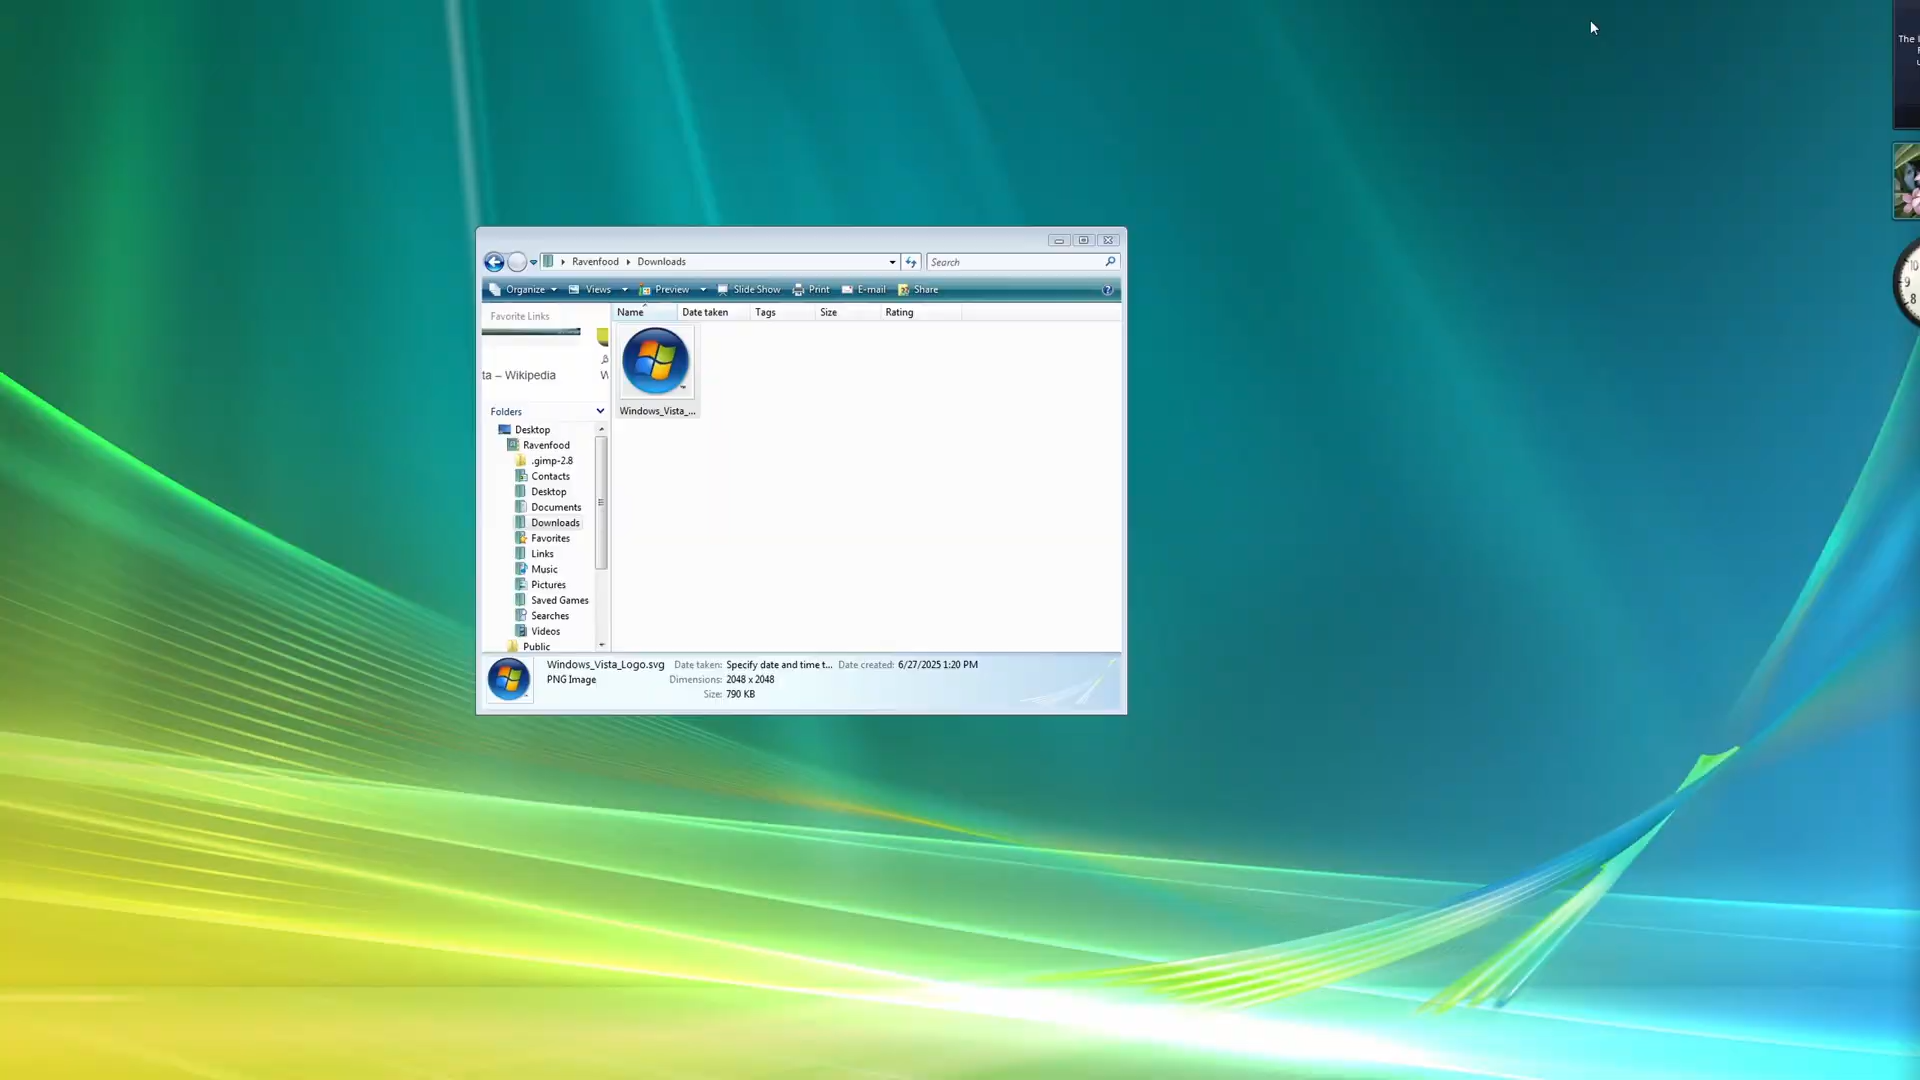 The
Ravenfood
Downloads
Search
Organize
Views
Preview
Slide Show
Print
E-mail
Share
Favorite Links
Name
Date taken
Tags
Size
Rating
ta – Wikipedia
W
Windows_Vista_...
Folders
Desktop
Ravenfood
.gimp-2.8
Contacts
Desktop
Documents
Downloads
Favorites
Links
Music
Pictures
Saved Games
Searches
Videos
Public
Windows_Vista_Logo.svg Date taken: Specify date and time t... Date created: 6/27/2025 1:20 PM
PNG Image Dimensions: 2048 x 2048
Size: 790 KB
10
9
8